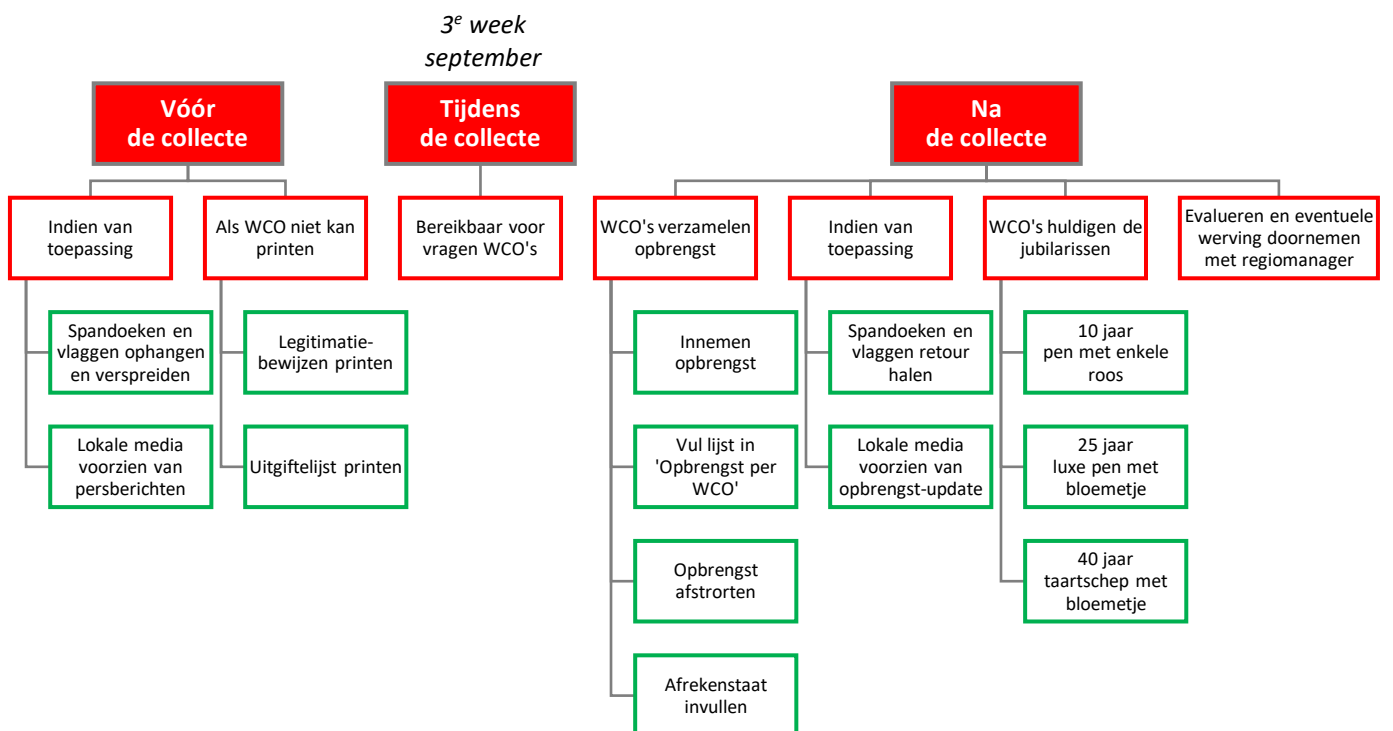 3e week
september
Vóór
de collecte
Tijdens
de collecte
Na
de collecte
Indien van
toepassing
Als WCO niet kan
printen
Bereikbaar voor
vragen WCO's
WCO's verzamelen
opbrengst
Indien van
toepassing
WCO's huldigen de
jubilarissen
Evalueren en eventuele
werving doornemen
met regiomanager
Spandoeken en
vlaggen ophangen
en verspreiden
Lokale media
voorzien van
persberichten
Legitimatie-
bewijzen printen
Uitgiftelijst printen
Innemen
opbrengst
Vul lijst in
'Opbrengst per
WCO'
Opbrengst
afstrorten
Afrekenstaat
invullen
Spandoeken en
vlaggen retour
halen
Lokale media
voorzien van
opbrengst-update
10 jaar
pen met enkele
roos
25 jaar
luxe pen met
bloemetje
40 jaar
taartschep met
bloemetje